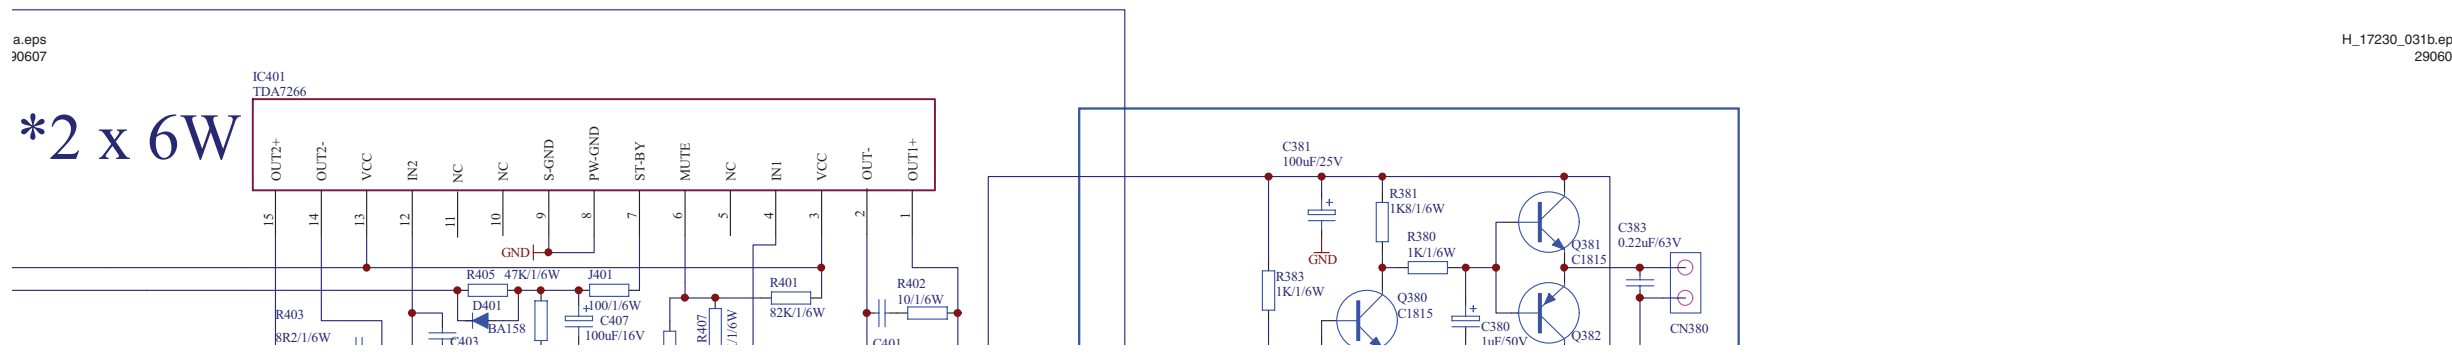 a.eps
90607
H_17230_031b.ep
29060
IC401
TDA7266
*2 x 6W
OUT2+
OUT2-
VCC
IN2
NC
NC
S-GND
PW-GND
ST-BY
MUTE
NC
IN1
VCC
OUT-
OUT1+
15
14
13
12
11
10
9
8
7
6
5
4
3
2
1
GND
R405
47K/1/6W
J401
100/1/6W
D401
BA158
C407
100uF/16V
R403
8R2/1/6W
C403
R407
1/6W
R401
82K/1/6W
R402
10/1/6W
C401
C381
100uF/25V
GND
R381
1K8/1/6W
R380
1K/1/6W
R383
1K/1/6W
Q380
C1815
C380
1uF/50V
Q381
C1815
Q382
C383
0.22uF/63V
CN380